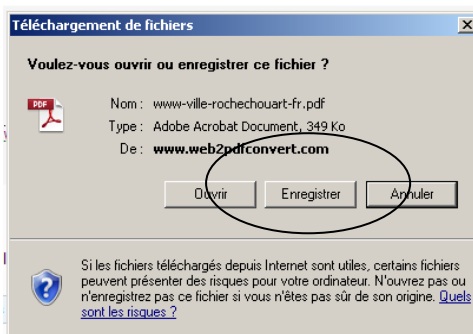 Téléchargement de fichiers
Voulez-vous ouvrir ou enregistrer ce fichier ?
PDF
Nom : www-ville-rochechouart-fr.pdf
Type : Adobe Acrobat Document, 349 Ko
De : www.web2pdfconvert.com
Ouvrir Enregistrer Annuler
Si les fichiers téléchargés depuis Internet sont utiles, certains fichiers
peuvent présenter des risques pour votre ordinateur. N'ouvrez pas ou
n'enregistrez pas ce fichier si vous n'êtes pas sûr de son origine. Quels
sont les risques ?